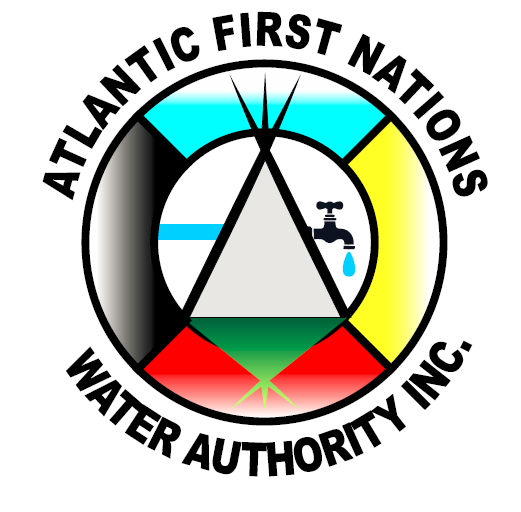 ATLANTIC FIRST NATIONS
WATER AUTHORITY INC.